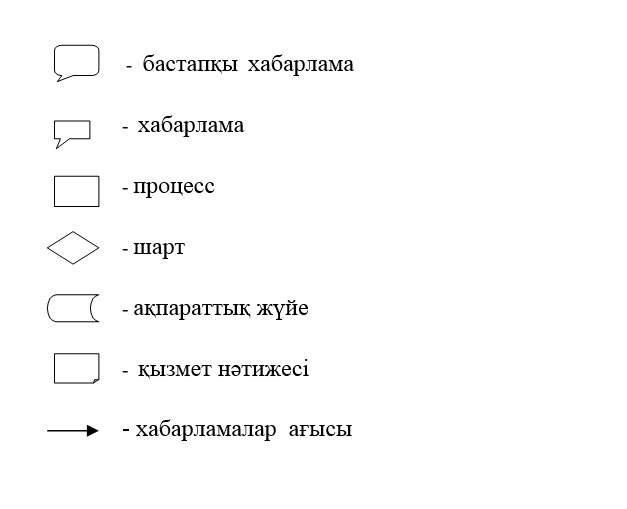 - бастапқы хабарлама
- хабарлама
- процесс
- шарт
- ақпараттық жүйе
- қызмет нәтижесі
- хабарламалар ағысы